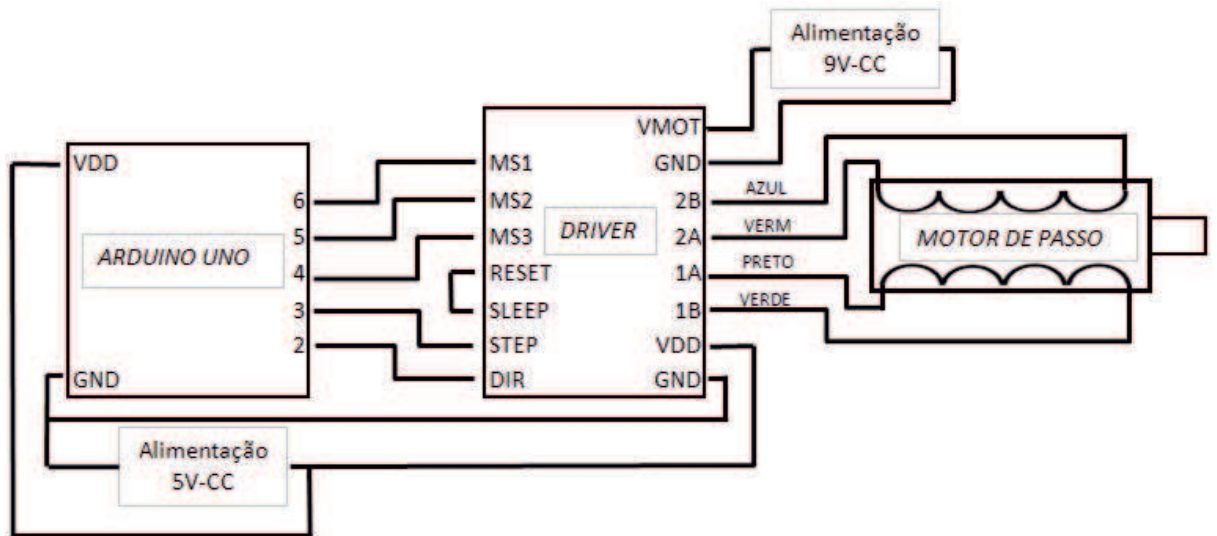 Alimentação
9V-CC
VDD
6
5
4
3
2
GND
ARDUINO UNO
MS1
MS2
MS3
RESET
SLEEP
STEP
DIR
DRIVER
VMOT
GND
2B
2A
1A
1B
VDD
GND
AZUL
VERM
PRETO
VERDE
MOTOR DE PASSO
Alimentação
5V-CC